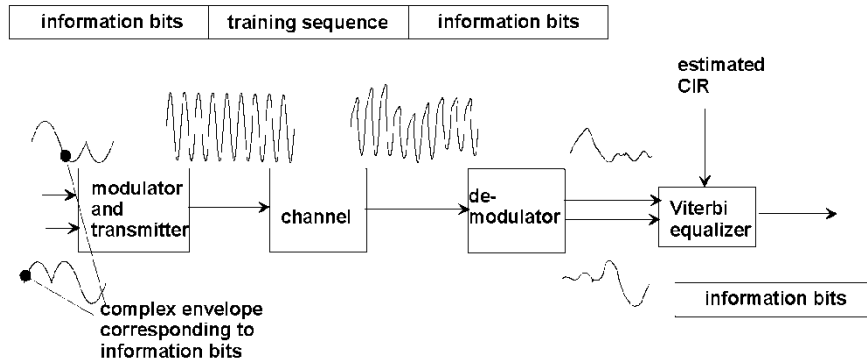 information bits training sequence information bits
estimated
CIR
modulator
and
transmitter
channel
de-
modulator
Viterbi
equalizer
complex envelope
corresponding to
information bits
information bits